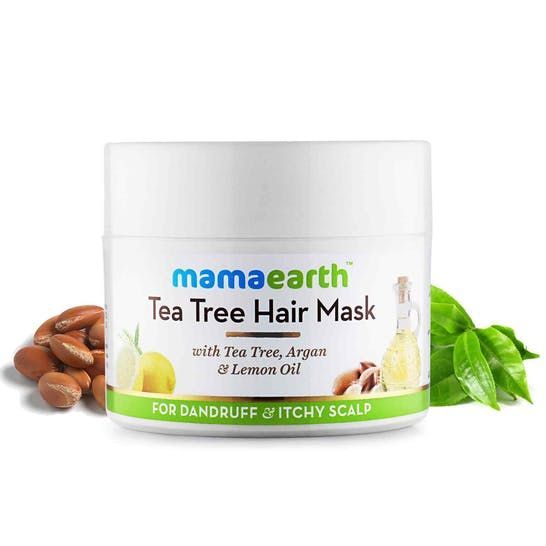 mamaearth™
Tea Tree Hair Mask
with Tea Tree, Argan
& Lemon Oil
FOR DANDRUFF & ITCHY SCALP